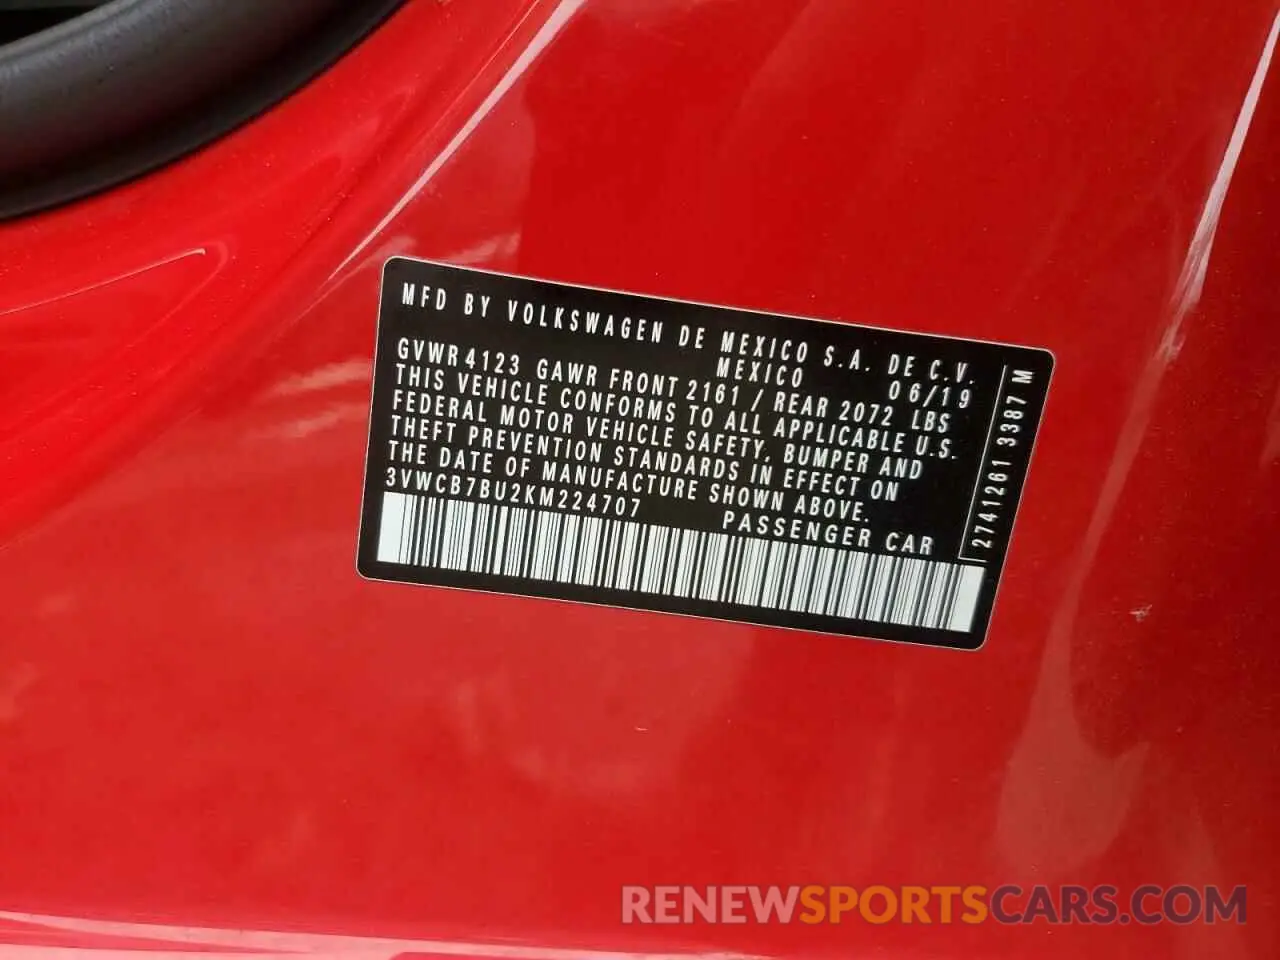 MFD BY VOLKSWAGEN DE MEXICO S.A. DE C.V.
MEXICO 06/19
GVWR 4123 GAWR FRONT 2161 / REAR 2072 LBS
THIS VEHICLE CONFORMS TO ALL APPLICABLE U.S.
FEDERAL MOTOR VEHICLE SAFETY, BUMPER AND
THEFT PREVENTION STANDARDS IN EFFECT ON
THE DATE OF MANUFACTURE SHOWN ABOVE.
3VWCB7BU2KM224707 PASSENGER CAR
2741261 3387 M
RENEWSPORTSCARS.COM